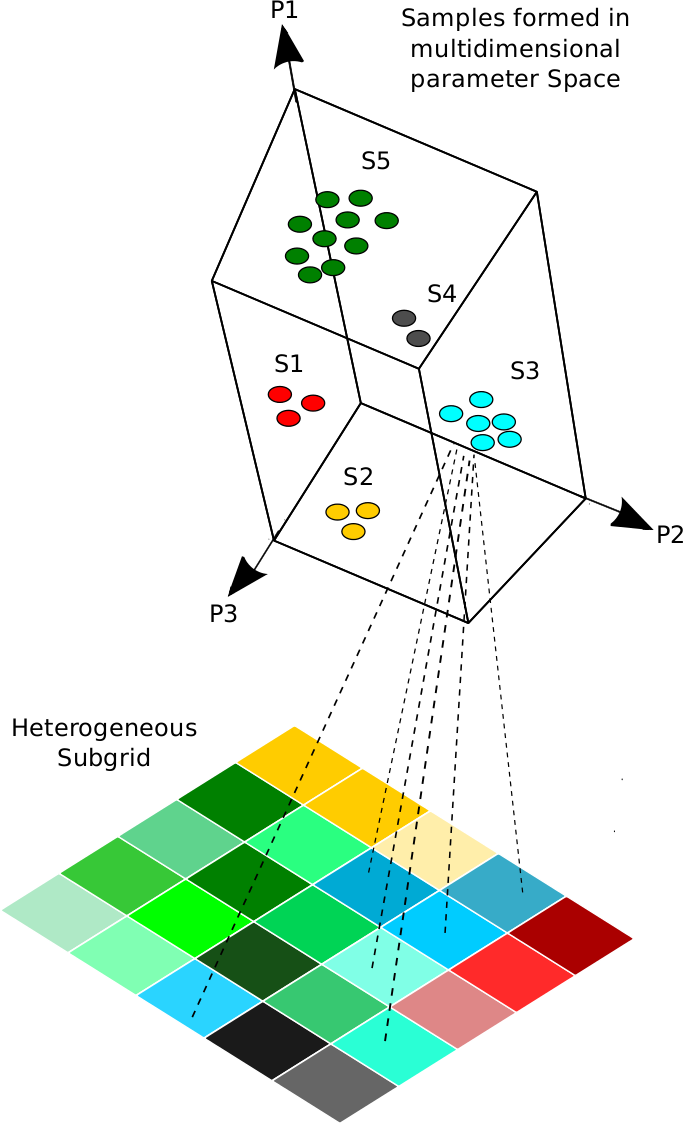 P1
Samples formed in
multidimensional
parameter Space
S5
S4
S1
S3
S2
P2
P3
Heterogeneous
Subgrid